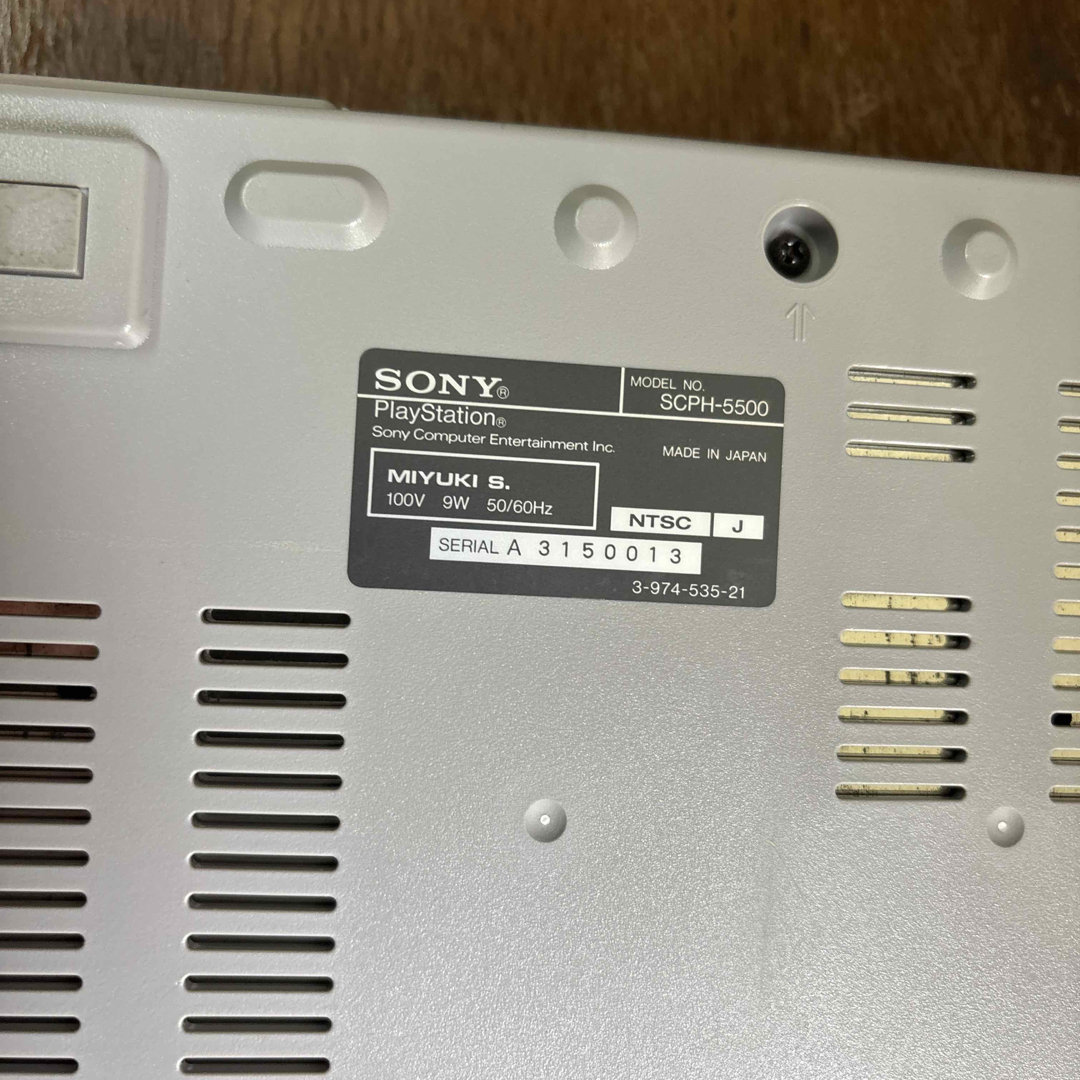 SONY®
MODEL NO.
SCPH-5500
PlayStation®
Sony Computer Entertainment Inc.
MADE IN JAPAN
MIYUKI S.
100V 9W 50/60Hz
NTSC J
SERIAL A 3150013
3-974-535-21